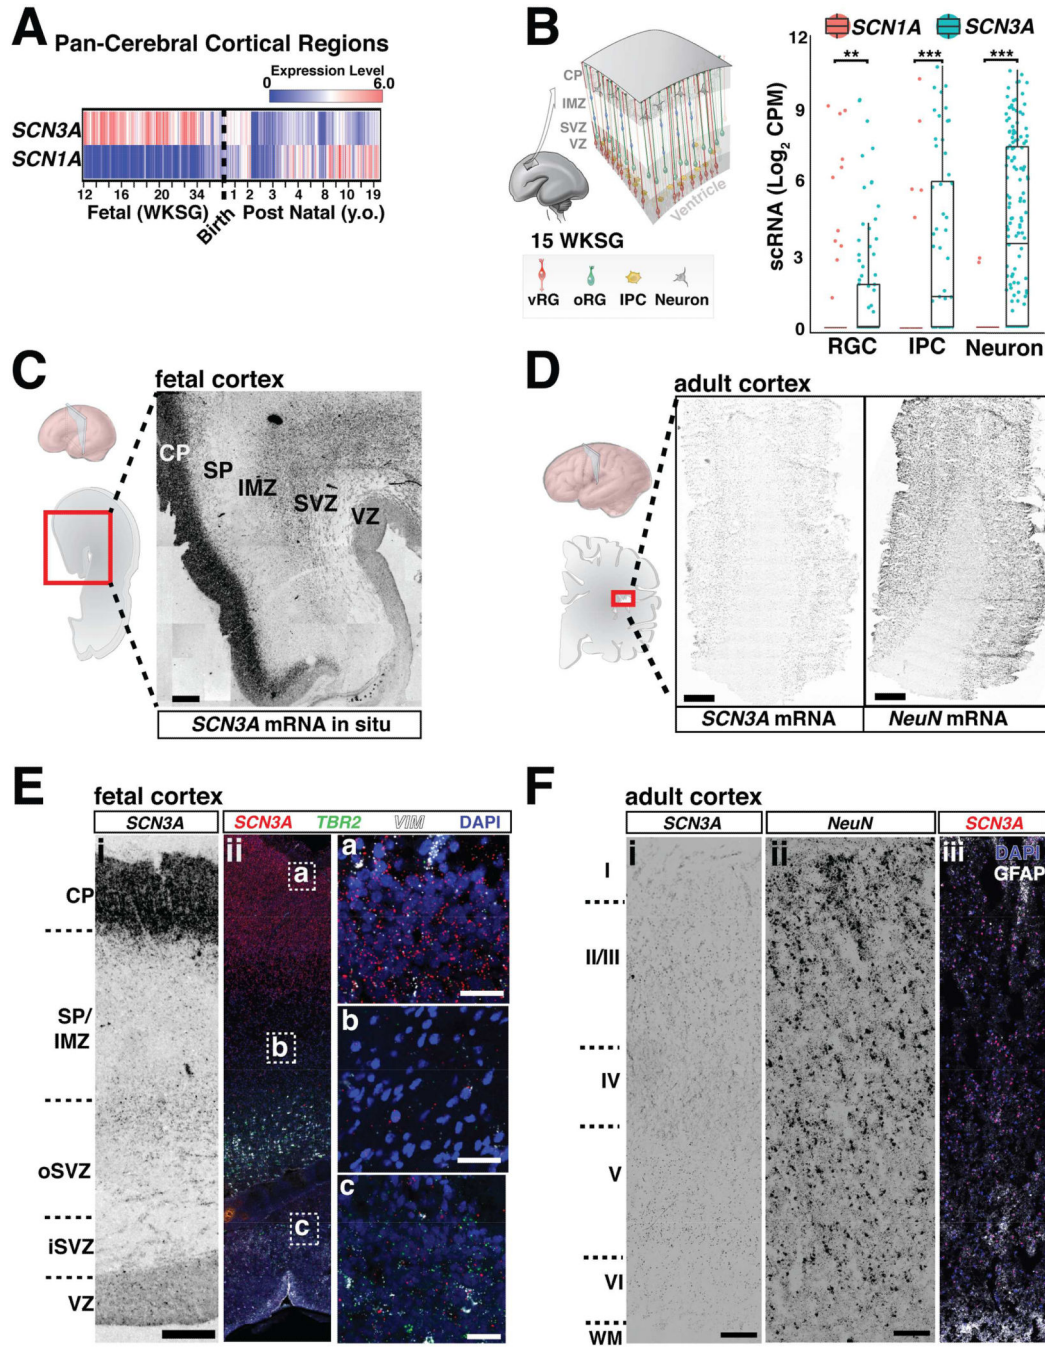 A
Pan-Cerebral Cortical Regions
Expression Level
0 6.0
SCN3A
SCN1A
12 16 20 34 1 2 3 4 8 10 19
Fetal (WKSG) Birth Post Natal (y.o.)
B
CP
IMZ
SVZ
VZ
Ventricle
15 WKSG
vRG oRG IPC Neuron
SCN1A SCN3A
** *** ***
scRNA (Log2 CPM)
12
9
6
3
0
RGC IPC Neuron
C
fetal cortex
CP
SP
IMZ
SVZ
VZ
SCN3A mRNA in situ
D
adult cortex
SCN3A mRNA NeuN mRNA
E
fetal cortex
SCN3A SCN3A TBR2 VIM DAPI
i ii a
CP a
b
SP/
IMZ
b
oSVZ
c
iSVZ c
VZ
F
adult cortex
SCN3A NeuN SCN3A
i ii iii DAPI
GFAP
I
II/III
IV
V
VI
WM